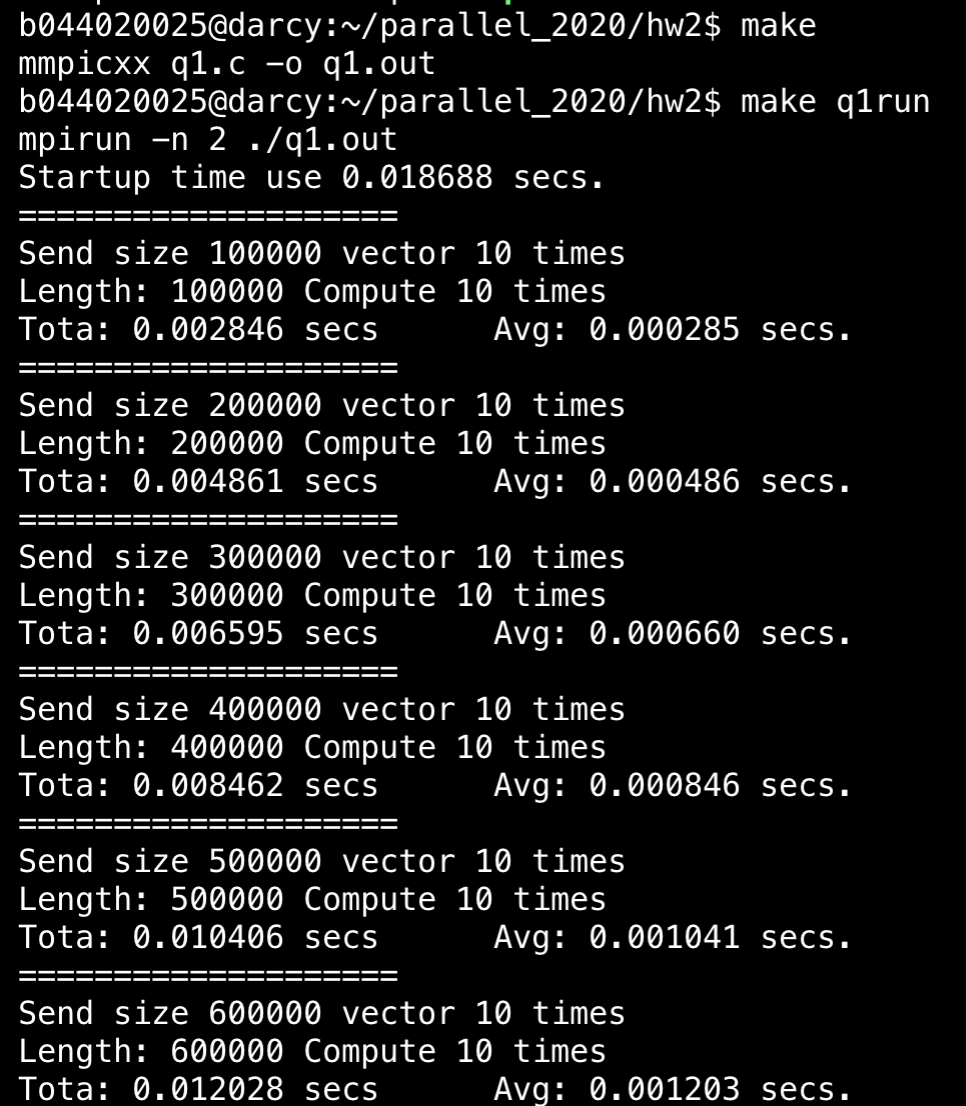 b044020025@darcy:~/parallel_2020/hw2$ make
mmpicxx q1.c -o q1.out
b044020025@darcy:~/parallel_2020/hw2$ make q1run
mpirun -n 2 ./q1.out
Startup time use 0.018688 secs.
====================
Send size 100000 vector 10 times
Length: 100000 Compute 10 times
Tota: 0.002846 secs      Avg: 0.000285 secs.
====================
Send size 200000 vector 10 times
Length: 200000 Compute 10 times
Tota: 0.004861 secs      Avg: 0.000486 secs.
====================
Send size 300000 vector 10 times
Length: 300000 Compute 10 times
Tota: 0.006595 secs      Avg: 0.000660 secs.
====================
Send size 400000 vector 10 times
Length: 400000 Compute 10 times
Tota: 0.008462 secs      Avg: 0.000846 secs.
====================
Send size 500000 vector 10 times
Length: 500000 Compute 10 times
Tota: 0.010406 secs      Avg: 0.001041 secs.
====================
Send size 600000 vector 10 times
Length: 600000 Compute 10 times
Tota: 0.012028 secs      Avg: 0.001203 secs.